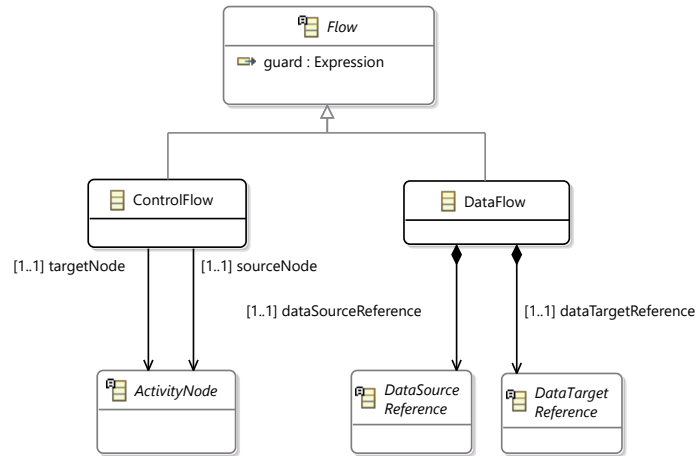 Flow
guard : Expression
ControlFlow
DataFlow
[1..1] targetNode
[1..1] sourceNode
[1..1] dataSourceReference
[1..1] dataTargetReference
ActivityNode
DataSource
Reference
DataTarget
Reference